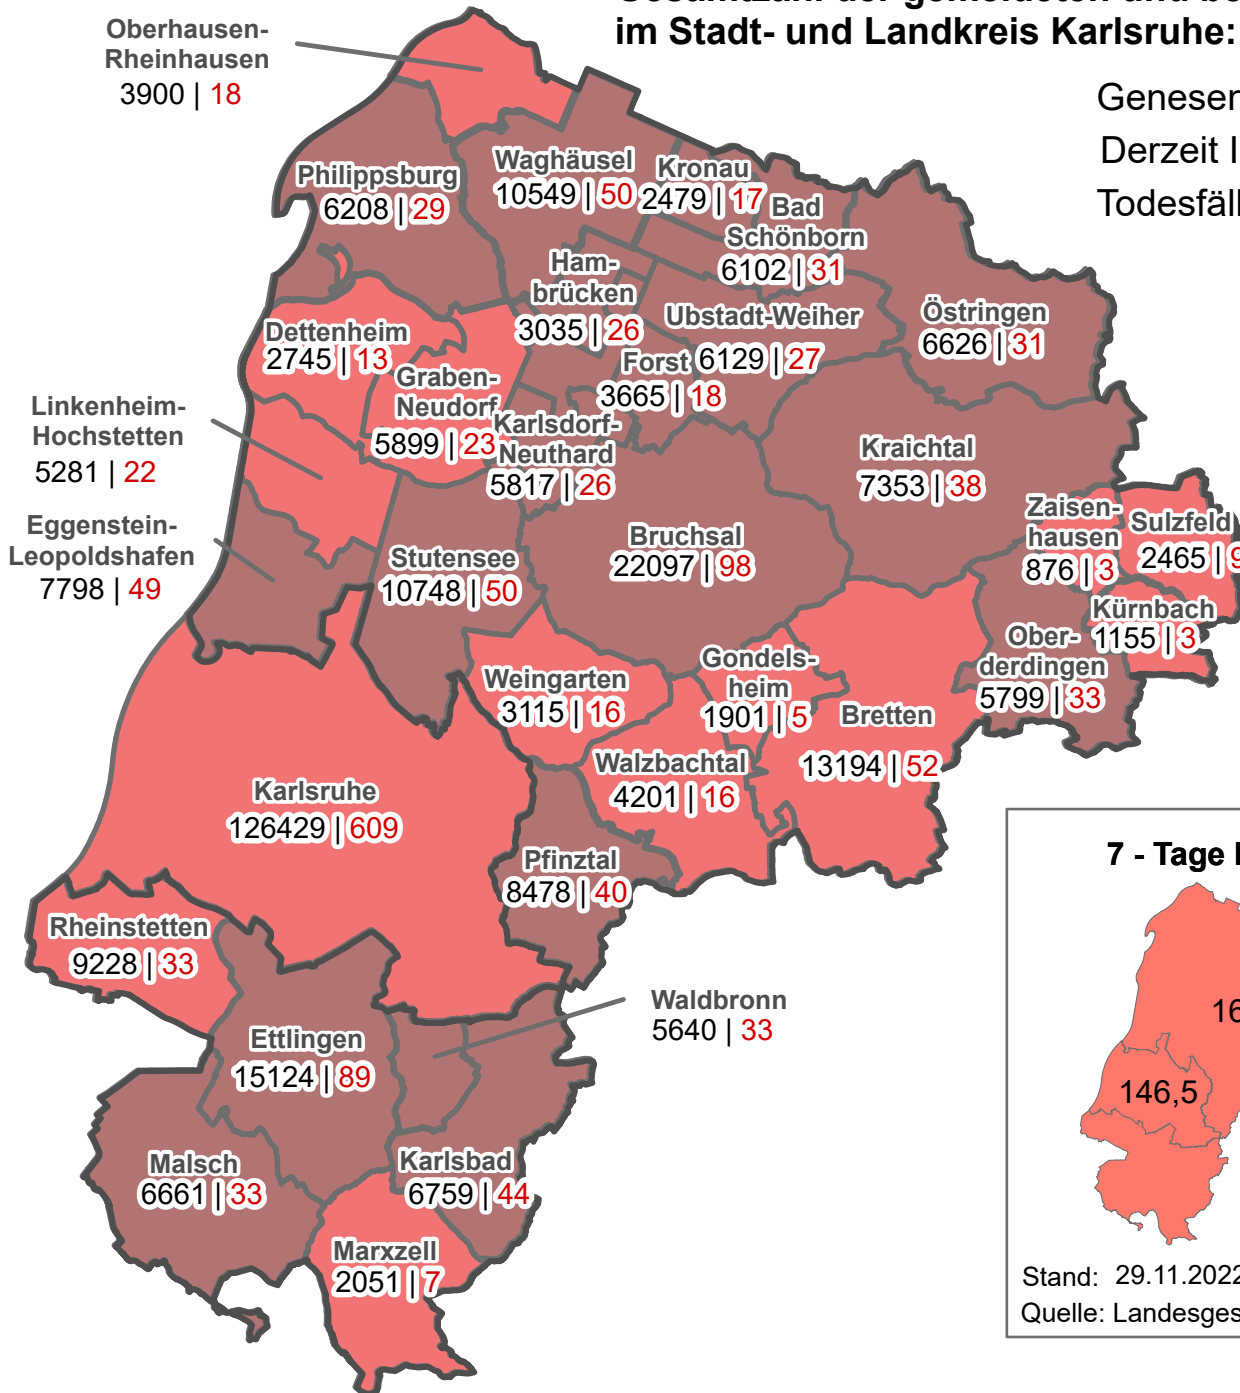 im Stadt- und Landkreis Karlsruhe:
Oberhausen-
Rheinhausen
3900 | 18
Derzeit
Philippsburg
6208 | 29
Waghäusel
10549 | 50
Kronau
2479 | 17
Bad
Schönborn
6102 | 31
Ham-
brücken
3035 | 26
Ubstadt-Weiher
6129 | 27
Östringen
6626 | 31
Dettenheim
2745 | 13
Forst
3665 | 18
Graben-
Neudorf
5899 | 23
Linkenheim-
Hochstetten
5281 | 22
Karlsdorf-
Neuthard
5817 | 26
Kraichtal
7353 | 38
Zaisen-
hausen
876 | 3
Sulzfeld
2465 | 9
Eggenstein-
Leopoldshafen
7798 | 49
Stutensee
10748 | 50
Bruchsal
22097 | 98
Kürnbach
1155 | 3
Ober-
derdingen
5799 | 33
Weingarten
3115 | 16
Gondels-
heim
1901 | 5
Bretten
13194 | 52
Walzbachtal
4201 | 16
Karlsruhe
126429 | 609
Pfinztal
8478 | 40
Rheinstetten
9228 | 33
Waldbronn
5640 | 33
Ettlingen
15124 | 89
Malsch
6661 | 33
Karlsbad
6759 | 44
Marxzell
2051 | 7
7 - Tage
146,5
Stand: 29.11.2022
Quelle: